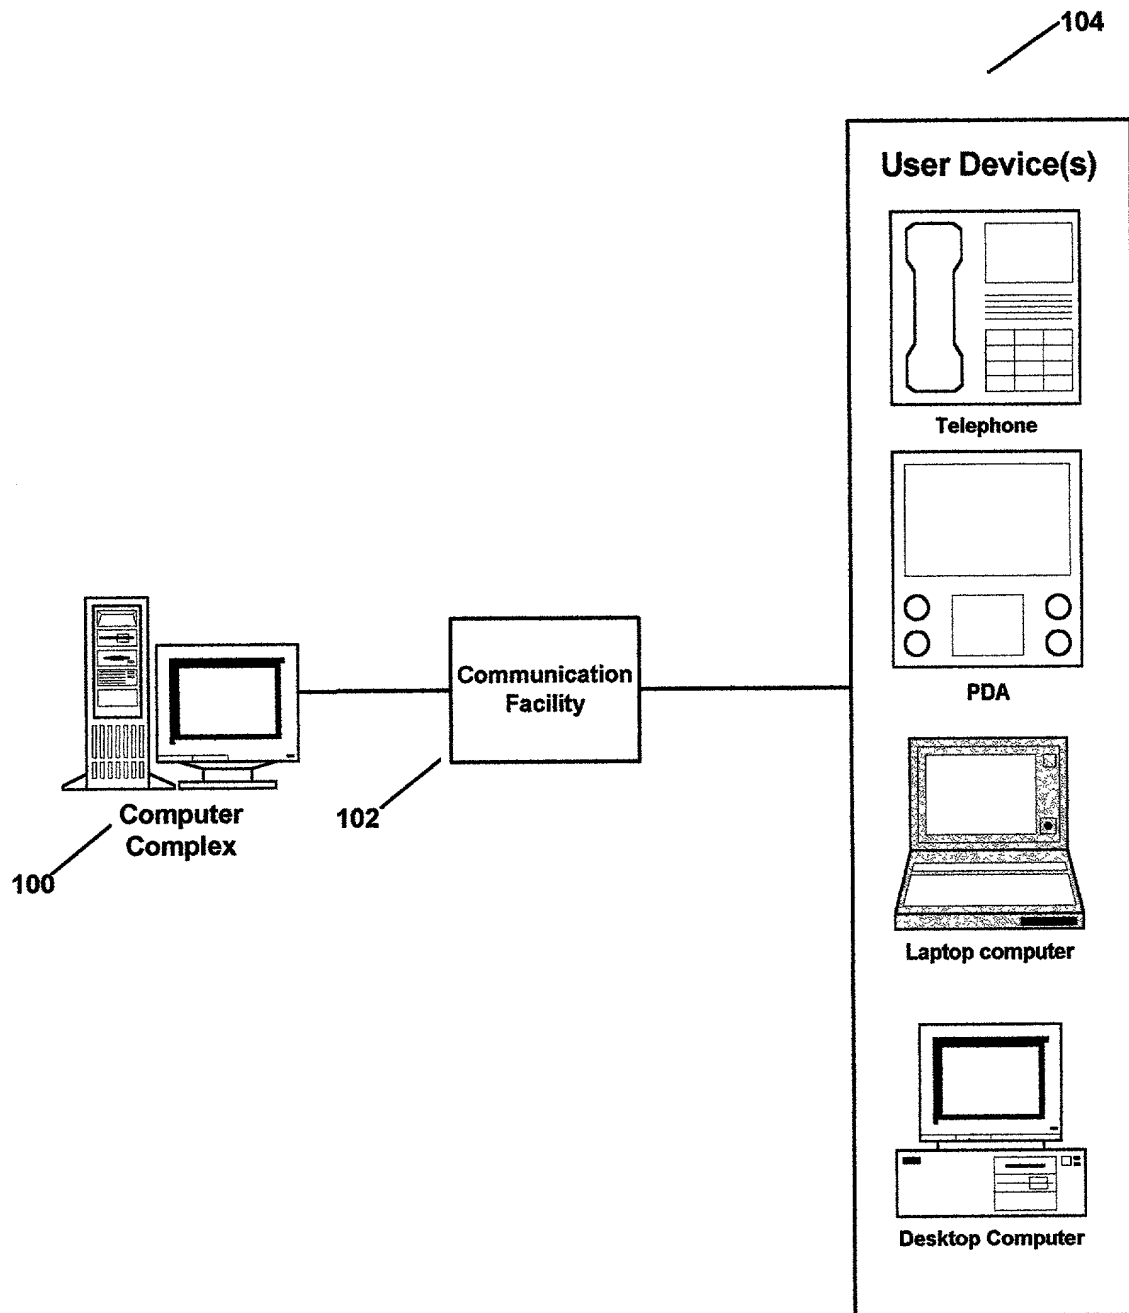 104
User Device(s)
Telephone
PDA
Communication
Facility
102
Computer
Complex
100
Laptop computer
Desktop Computer